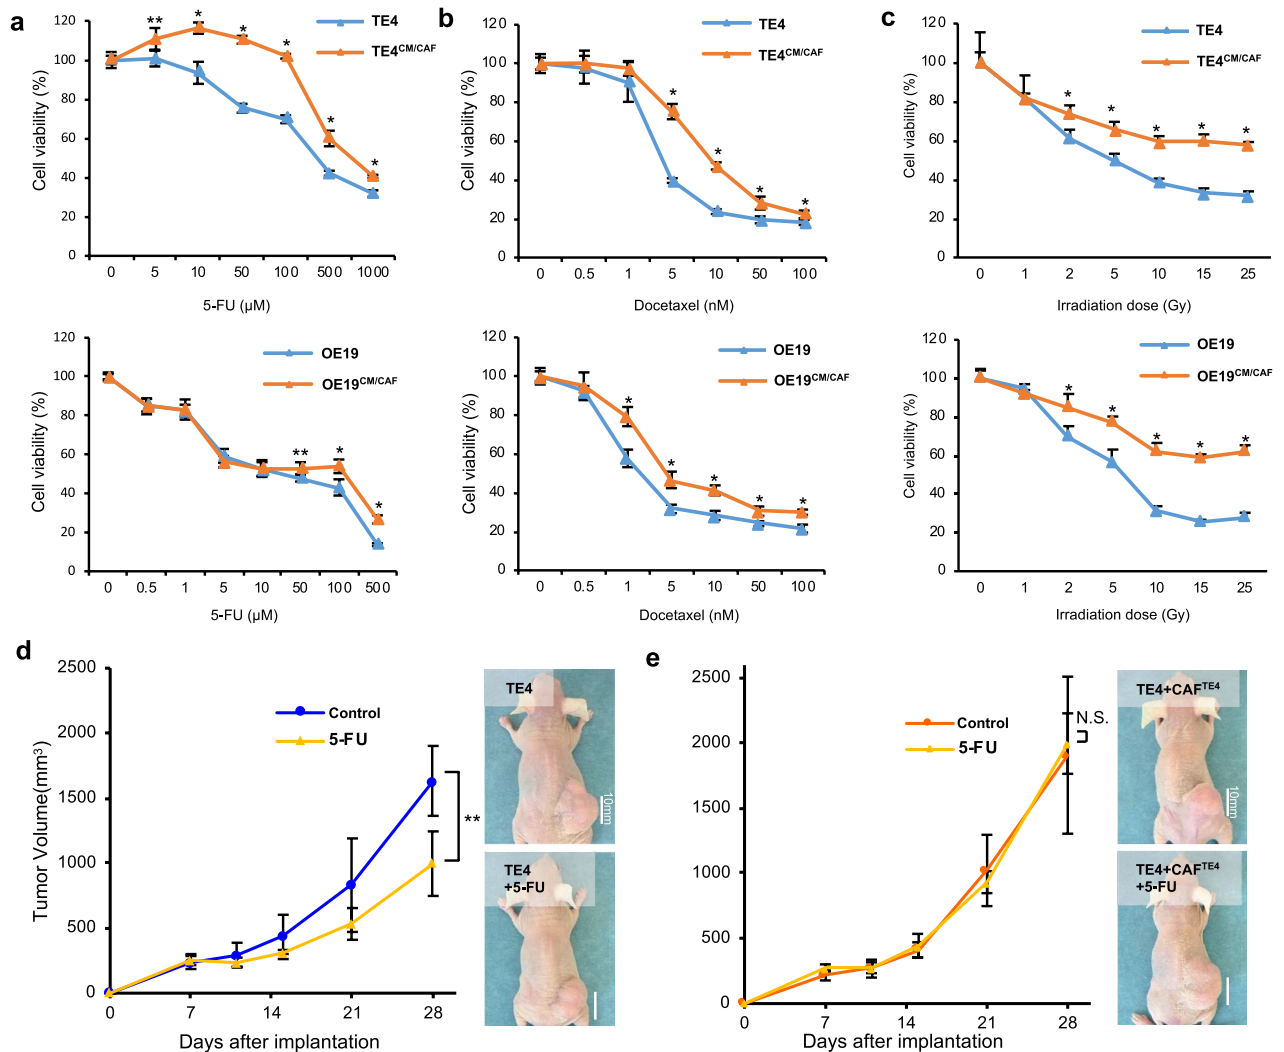 a
120
100
80
60
40
20
0
Cell viability (%)
** * * * * *
TE4
TE4CM/CAF
0 5 10 50 100 500 1000
5-FU (μM)
b
120
100
80
60
40
20
0
Cell viability (%)
* * * *
TE4
TE4CM/CAF
0 0.5 1 5 10 50 100
Docetaxel (nM)
c
120
100
80
60
40
20
0
Cell viability (%)
* * * * *
TE4
TE4CM/CAF
0 1 2 5 10 15 25
Irradiation dose (Gy)
120
100
80
60
40
20
0
Cell viability (%)
** * *
OE19
OE19CM/CAF
0 0.5 1 5 10 50 100 500
5-FU (μM)
120
100
80
60
40
20
0
Cell viability (%)
* * * * *
OE19
OE19CM/CAF
0 0.5 1 5 10 50 100
Docetaxel (nM)
120
100
80
60
40
20
0
Cell viability (%)
* * * * *
OE19
OE19CM/CAF
0 1 2 5 10 15 25
Irradiation dose (Gy)
d
2500
2000
1500
1000
500
0
Tumor Volume(mm³)
Control
5-FU
**
0 7 14 21 28
Days after implantation
TE4
10mm
TE4
+5-FU
e
2500
2000
1500
1000
500
0
Control
5-FU
N.S.
0 7 14 21 28
Days after implantation
TE4+CAFTE4
10mm
TE4+CAFTE4
+5-FU